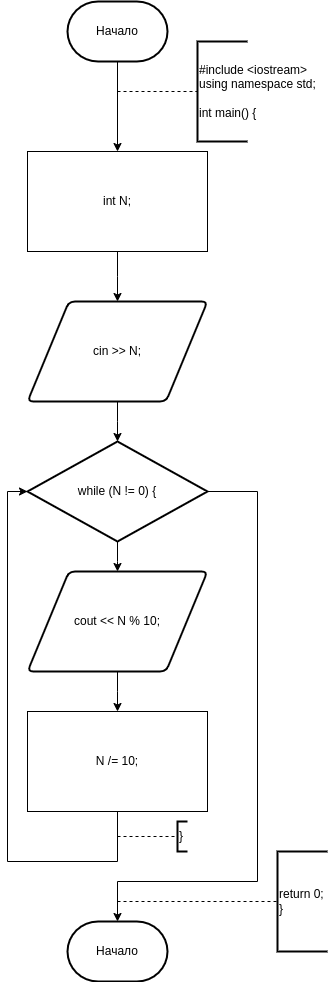 Начало
#include <iostream>
using namespace std;
int main() {
int N;
cin >> N;
while (N != 0) {
cout << N % 10;
N /= 10;
}
return 0;
}
Начало